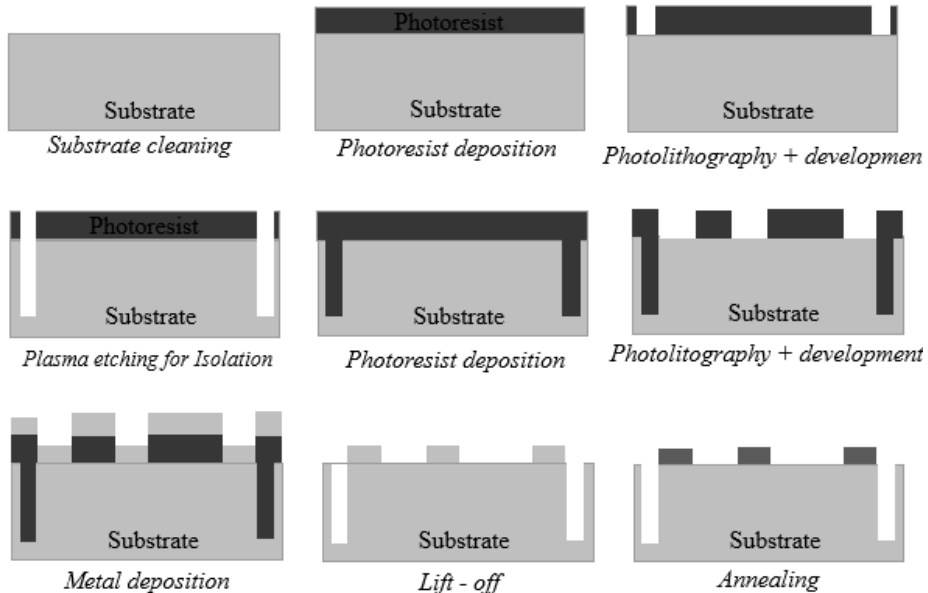 Substrate
Substrate cleaning
Photoresist
Substrate
Photoresist deposition
Substrate
Photolithography + developmen
Photoresist
Substrate
Plasma etching for Isolation
Substrate
Photoresist deposition
Substrate
Photolitography + development
Substrate
Metal deposition
Substrate
Lift - off
Substrate
Annealing